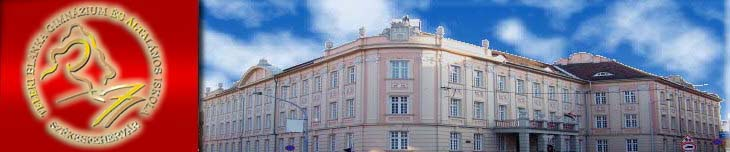 TELEKI BLANKA GIMNÁZIUM ÉS ÁLTALÁNOS ISKOLA
SZÉKESFEHÉRVÁR